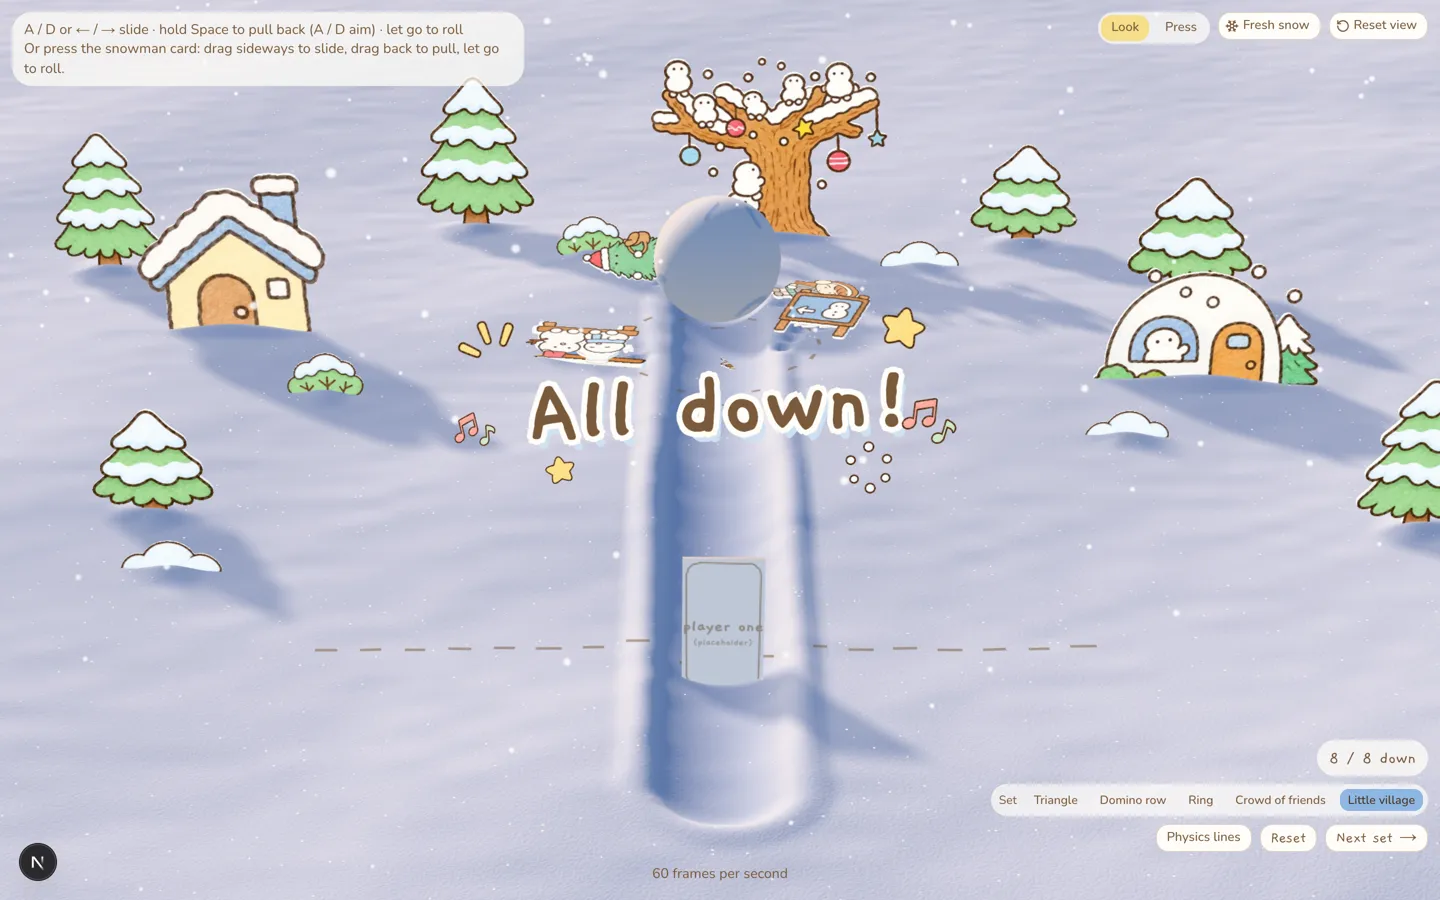 A / D or ← / → slide · hold Space to pull back (A / D aim) · let go to roll
Or press the snowman card: drag sideways to slide, drag back to pull, let go
to roll.
Look
Press
Fresh snow
Reset view
All down!
player one
(placeholder)
8 / 8 down
Set
Triangle
Domino row
Ring
Crowd of friends
Little village
Physics lines
Reset
Next set →
N
60 frames per second